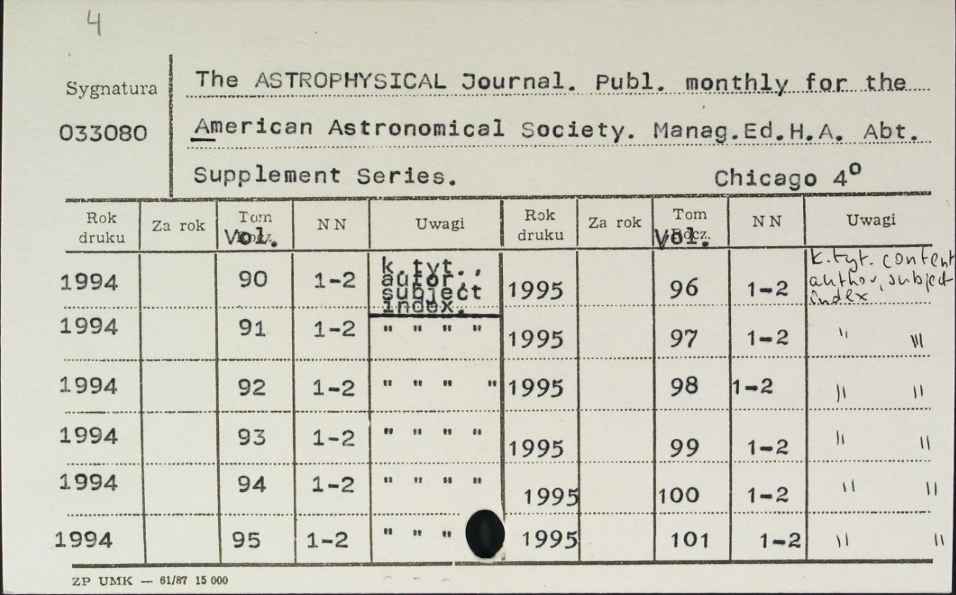 4
Sygnatura
033080
The ASTROPHYSICAL Journal. Publ. monthly for the
American Astronomical Society. Manag.Ed.H.A. Abt.
Supplement Series. Chicago 4º
Rok druku Za rok Tom Vol. N N Uwagi Rok druku Za rok Tom Rocz. Vol. N N Uwagi
1994 90 1-2 k.tyt., autor, subject index. 1995 96 1-2 k.tyt. content author, subject index
1994 91 1-2 " " " " 1995 97 1-2 " "
1994 92 1-2 " " " " 1995 98 1-2 " "
1994 93 1-2 " " " " 1995 99 1-2 " "
1994 94 1-2 " " " " 1995 100 1-2 " "
1994 95 1-2 " " " 1995 101 1-2 " "
ZP UMK — 61/87 15 000